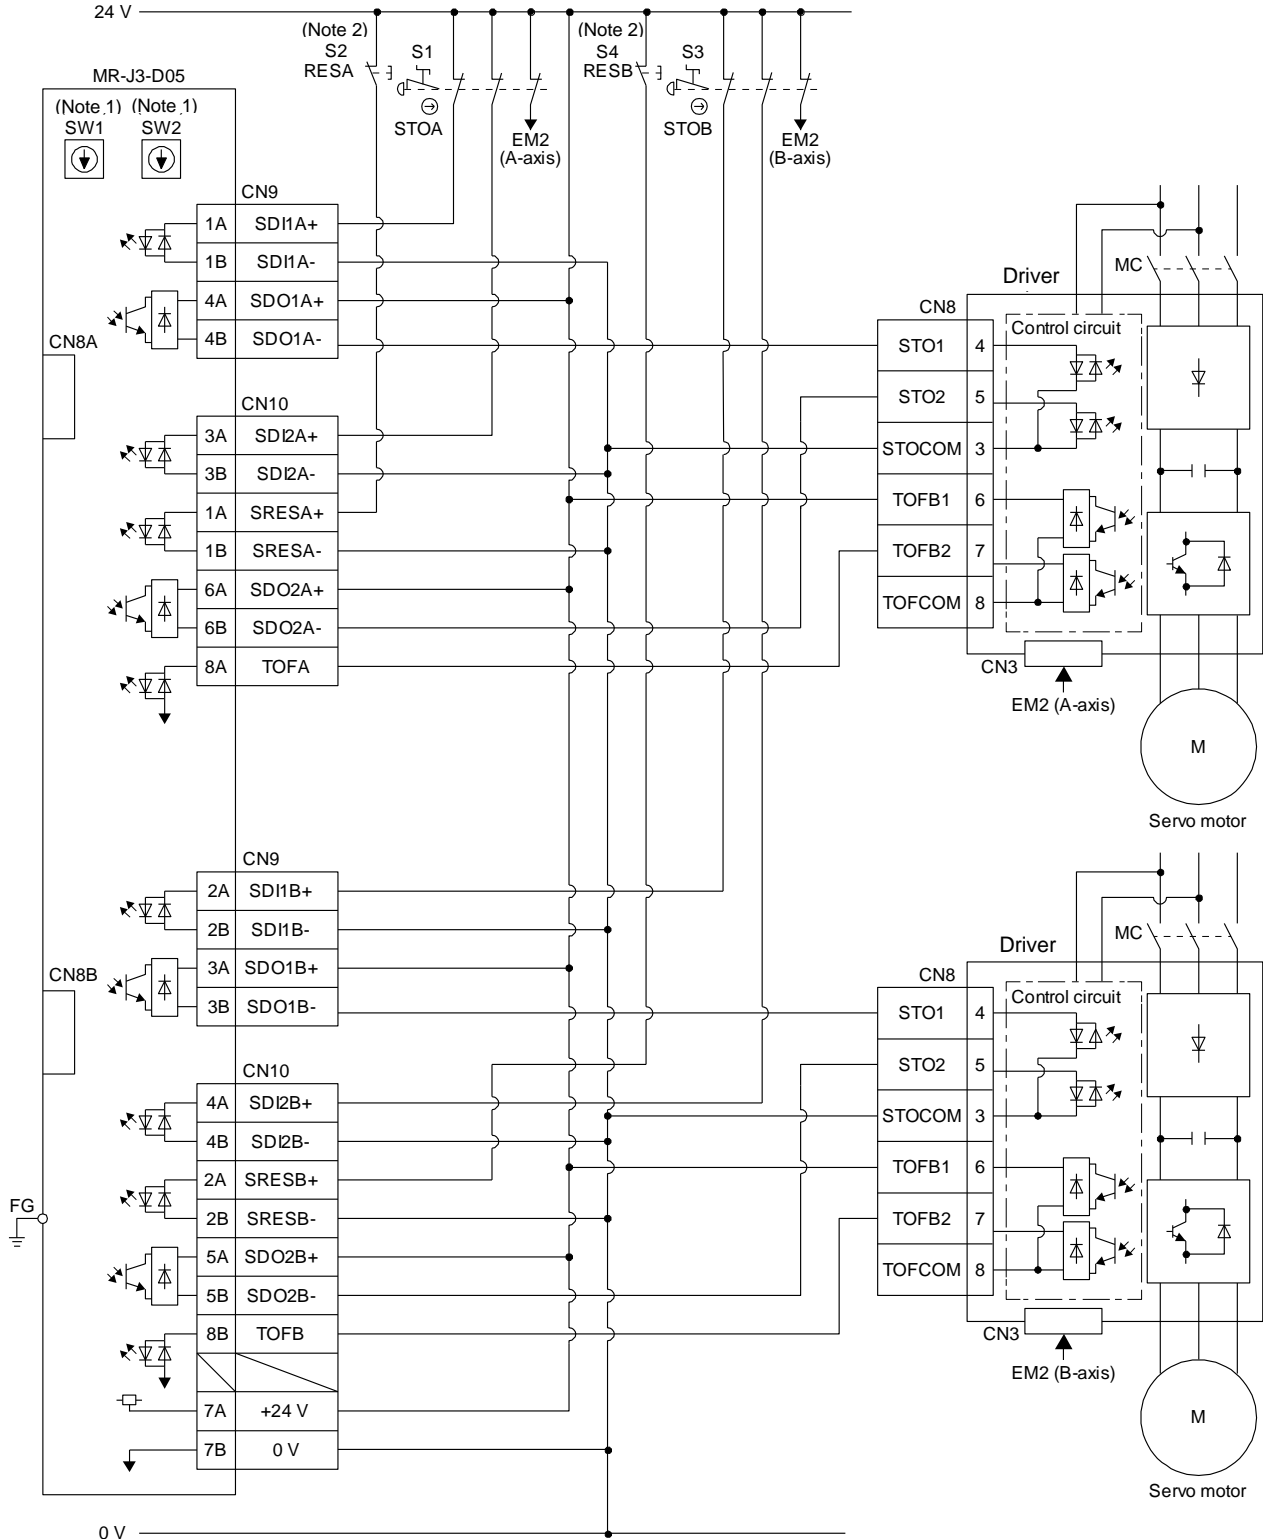 24 V
(Note 2)
S2
RESA
S1
STOA
EM2
(A-axis)
(Note 2)
S4
RESB
S3
STOB
EM2
(B-axis)
MR-J3-D05
(Note 1) (Note 1)
SW1 SW2
CN9
1A SDI1A+
1B SDI1A-
4A SDO1A+
4B SDO1A-
CN8A
CN10
3A SDI2A+
3B SDI2A-
1A SRESA+
1B SRESA-
6A SDO2A+
6B SDO2A-
8A TOFA
Driver
MC
CN8
Control circuit
STO1 4
STO2 5
STOCOM 3
TOFB1 6
TOFB2 7
TOFCOM 8
CN3
EM2 (A-axis)
M
Servo motor
CN9
2A SDI1B+
2B SDI1B-
3A SDO1B+
3B SDO1B-
CN8B
CN10
4A SDI2B+
4B SDI2B-
2A SRESB+
2B SRESB-
5A SDO2B+
5B SDO2B-
8B TOFB
7A +24 V
7B 0 V
FG
Driver
MC
CN8
Control circuit
STO1 4
STO2 5
STOCOM 3
TOFB1 6
TOFB2 7
TOFCOM 8
CN3
EM2 (B-axis)
M
Servo motor
0 V